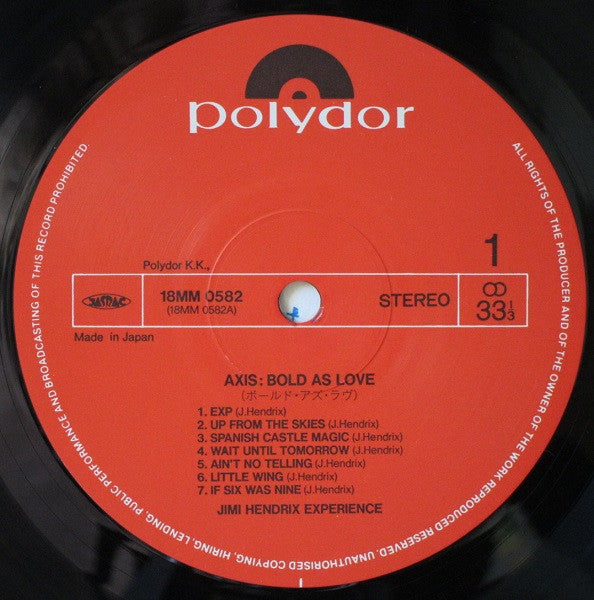 polydor
1
Polydor K.K.,
JASRAC
18MM 0582
(18MM 0582A)
STEREO
33 1/3
Made in Japan
AXIS: BOLD AS LOVE
(ボールド・アズ・ラヴ)
1. EXP (J.Hendrix)
2. UP FROM THE SKIES (J.Hendrix)
3. SPANISH CASTLE MAGIC (J.Hendrix)
4. WAIT UNTIL TOMORROW (J.Hendrix)
5. AIN'T NO TELLING (J.Hendrix)
6. LITTLE WING (J.Hendrix)
7. IF SIX WAS NINE (J.Hendrix)
JIMI HENDRIX EXPERIENCE
ALL RIGHTS OF THE PRODUCER AND OF THE OWNER OF THE WORK REPRODUCED RESERVED. UNAUTHORISED COPYING, HIRING, LENDING, PUBLIC PERFORMANCE AND BROADCASTING OF THIS RECORD PROHIBITED.